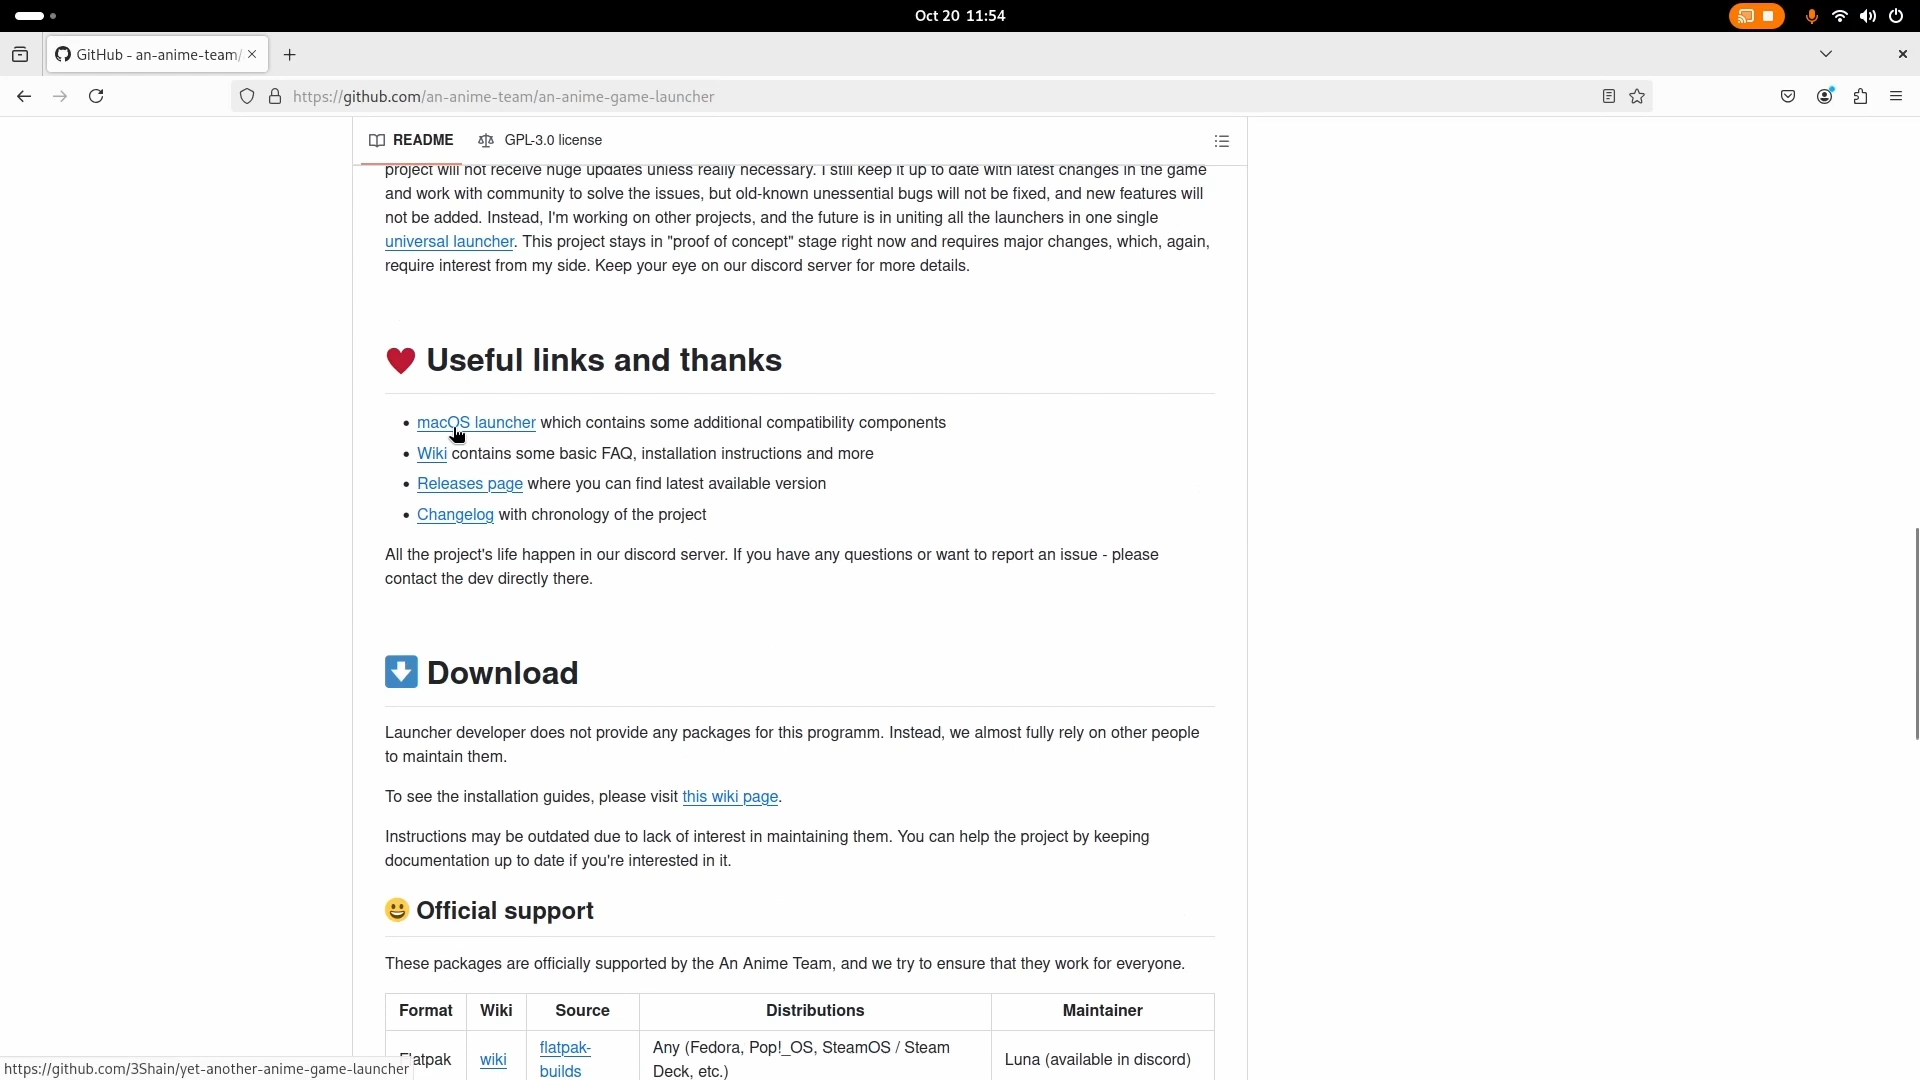 Oct 20 11:54
GitHub - an-anime-team/
https://github.com/an-anime-team/an-anime-game-launcher
README
GPL-3.0 license
project will not receive huge updates unless really necessary. I still keep it up to date with latest changes in the game
and work with community to solve the issues, but old-known unessential bugs will not be fixed, and new features will
not be added. Instead, I'm working on other projects, and the future is in uniting all the launchers in one single
universal launcher. This project stays in "proof of concept" stage right now and requires major changes, which, again,
require interest from my side. Keep your eye on our discord server for more details.
Useful links and thanks
• macOS launcher which contains some additional compatibility components
• Wiki contains some basic FAQ, installation instructions and more
• Releases page where you can find latest available version
• Changelog with chronology of the project
All the project's life happen in our discord server. If you have any questions or want to report an issue - please
contact the dev directly there.
Download
Launcher developer does not provide any packages for this programm. Instead, we almost fully rely on other people
to maintain them.
To see the installation guides, please visit this wiki page.
Instructions may be outdated due to lack of interest in maintaining them. You can help the project by keeping
documentation up to date if you're interested in it.
Official support
These packages are officially supported by the An Anime Team, and we try to ensure that they work for everyone.
Format Wiki Source Distributions Maintainer
Flatpak wiki flatpak-builds Any (Fedora, Pop!_OS, SteamOS / Steam Deck, etc.) Luna (available in discord)
https://github.com/3Shain/yet-another-anime-game-launcher